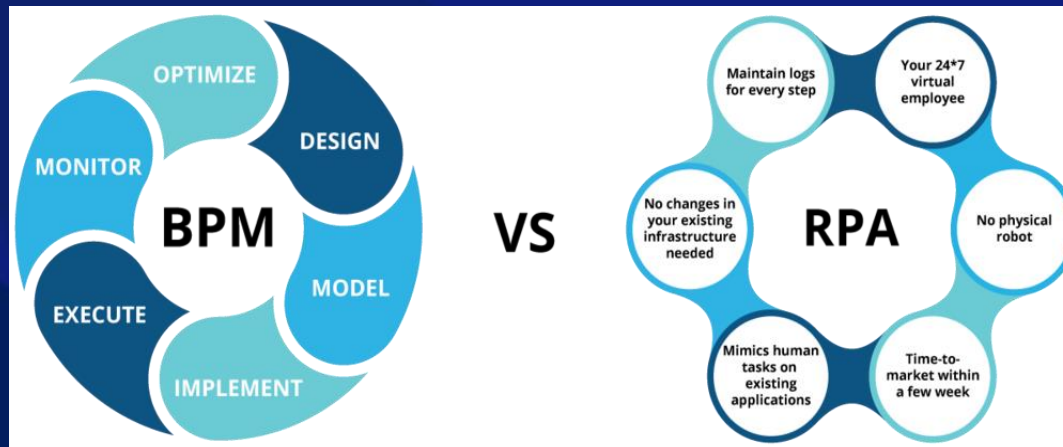 OPTIMIZE
DESIGN
MODEL
IMPLEMENT
EXECUTE
MONITOR
BPM
VS
RPA
Maintain logs
for every step
Your 24*7
virtual
employee
No physical
robot
Time-to-
market within
a few week
Mimics human
tasks on
existing
applications
No changes in
your existing
infrastructure
needed